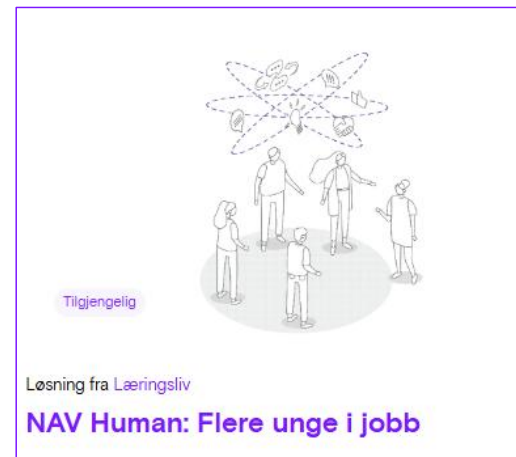 Tilgjengelig
Løsning fra Læringsliv
NAV Human: Flere unge i jobb